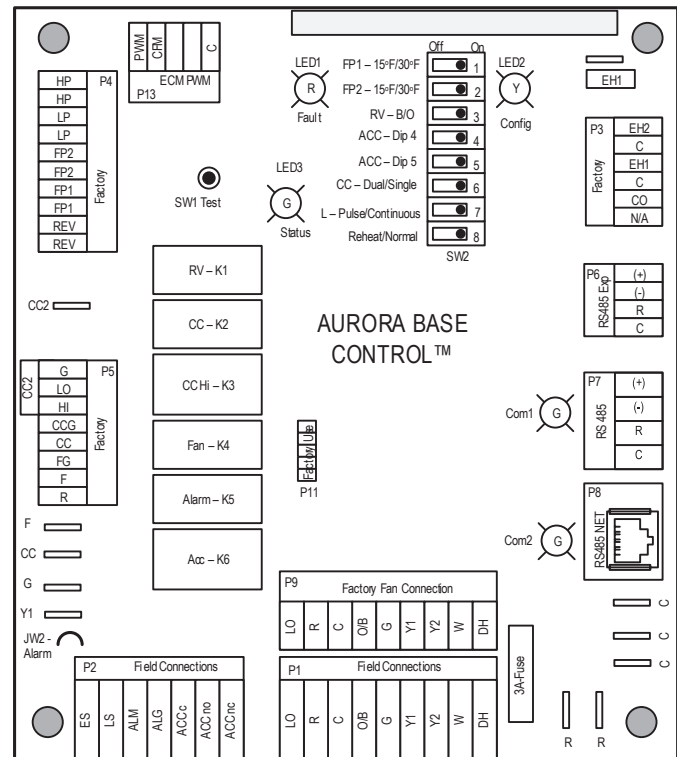 PWM
CFM
C
P13
ECM PWM
P4
HP
HP
LP
LP
FP2
FP2
FP1
FP1
REV
REV
Factory
SW1 Test
LED1
R
Fault
LED3
G
Status
Off
On
FP1 – 15ºF/30ºF
1
FP2 – 15ºF/30ºF
2
RV – B/O
3
ACC – Dip 4
4
ACC – Dip 5
5
CC – Dual/Single
6
L – Pulse/Continuous
7
Reheat/Normal
8
SW2
LED2
Y
Config
EH1
P3
EH2
C
EH1
C
CO
N/A
Factory
CC2
RV – K1
CC – K2
CC Hi – K3
Fan – K4
Alarm – K5
Acc – K6
AURORA BASE
CONTROL™
P6
(+)
(-)
R
C
RS485 Exp
CC2
P5
G
LO
HI
CCG
CC
FG
F
R
Factory
Factory Use
P11
Com1
G
P7
(+)
(-)
R
C
RS 485
Com2
G
P8
RS485 NET
F
CC
G
Y1
JW2 -
Alarm
P9
Factory Fan Connection
LO
R
C
O/B
G
Y1
Y2
W
DH
P2
Field Connections
ES
LS
ALM
ALG
ACC c
ACC no
ACC nc
P1
Field Connections
LO
R
C
O/B
G
Y1
Y2
W
DH
3A-Fuse
C
C
C
R
R